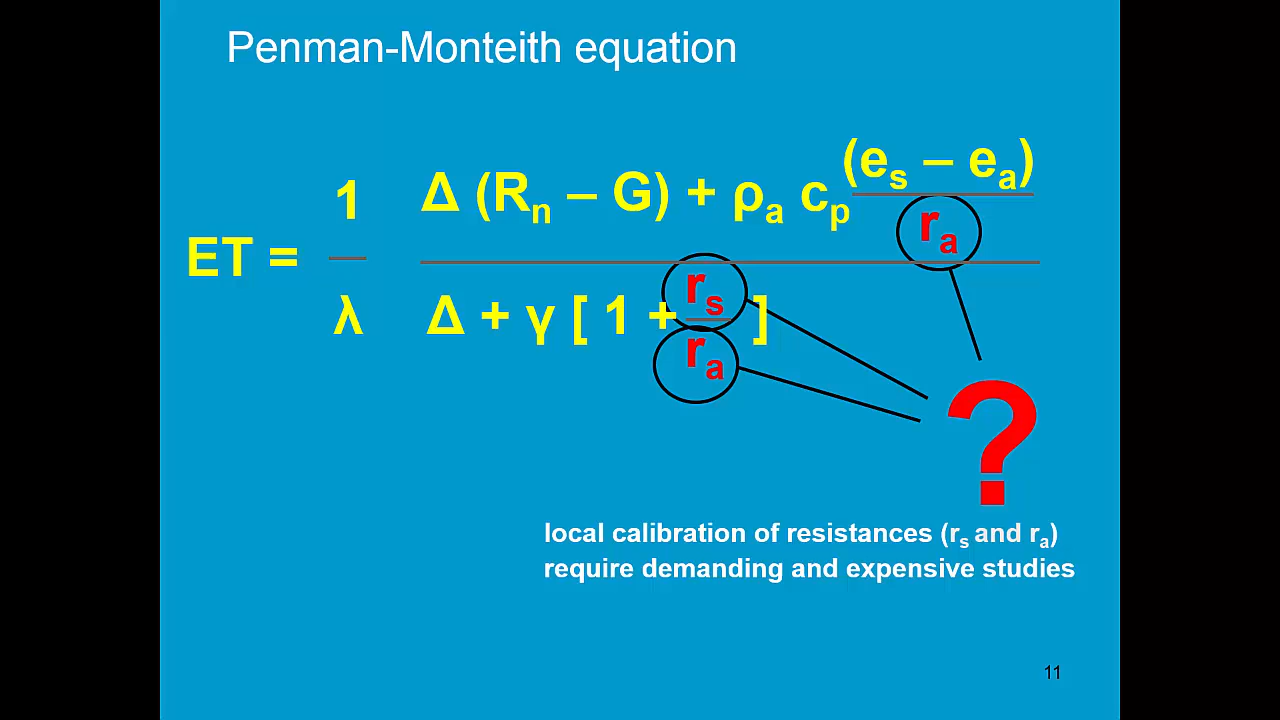 Penman-Monteith equation
ET = 1/λ Δ (Rₙ – G) + ρₐ cₚ (eₛ – eₐ)/rₐ
Δ + γ [ 1 + rₛ/rₐ ]
?
local calibration of resistances (rₛ and rₐ)
require demanding and expensive studies
11